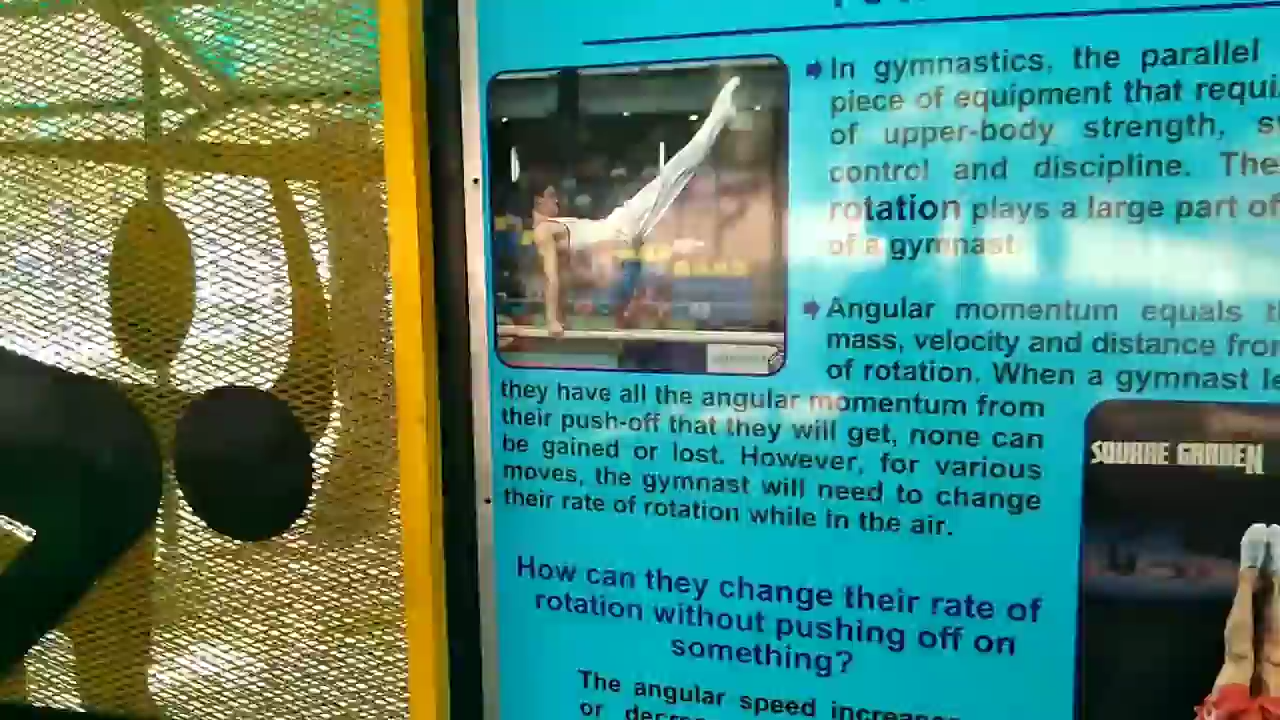 In gymnastics, the parallel
piece of equipment that requi
of upper-body strength, s
control and discipline. The
rotation plays a large part of
of a gymnast.
Angular momentum equals t
mass, velocity and distance from
of rotation. When a gymnast le
they have all the angular momentum from
their push-off that they will get, none can
be gained or lost. However, for various
moves, the gymnast will need to change
their rate of rotation while in the air.
SQUARE GARDEN
How can they change their rate of
rotation without pushing off on
something?
The angular speed increases
or decre